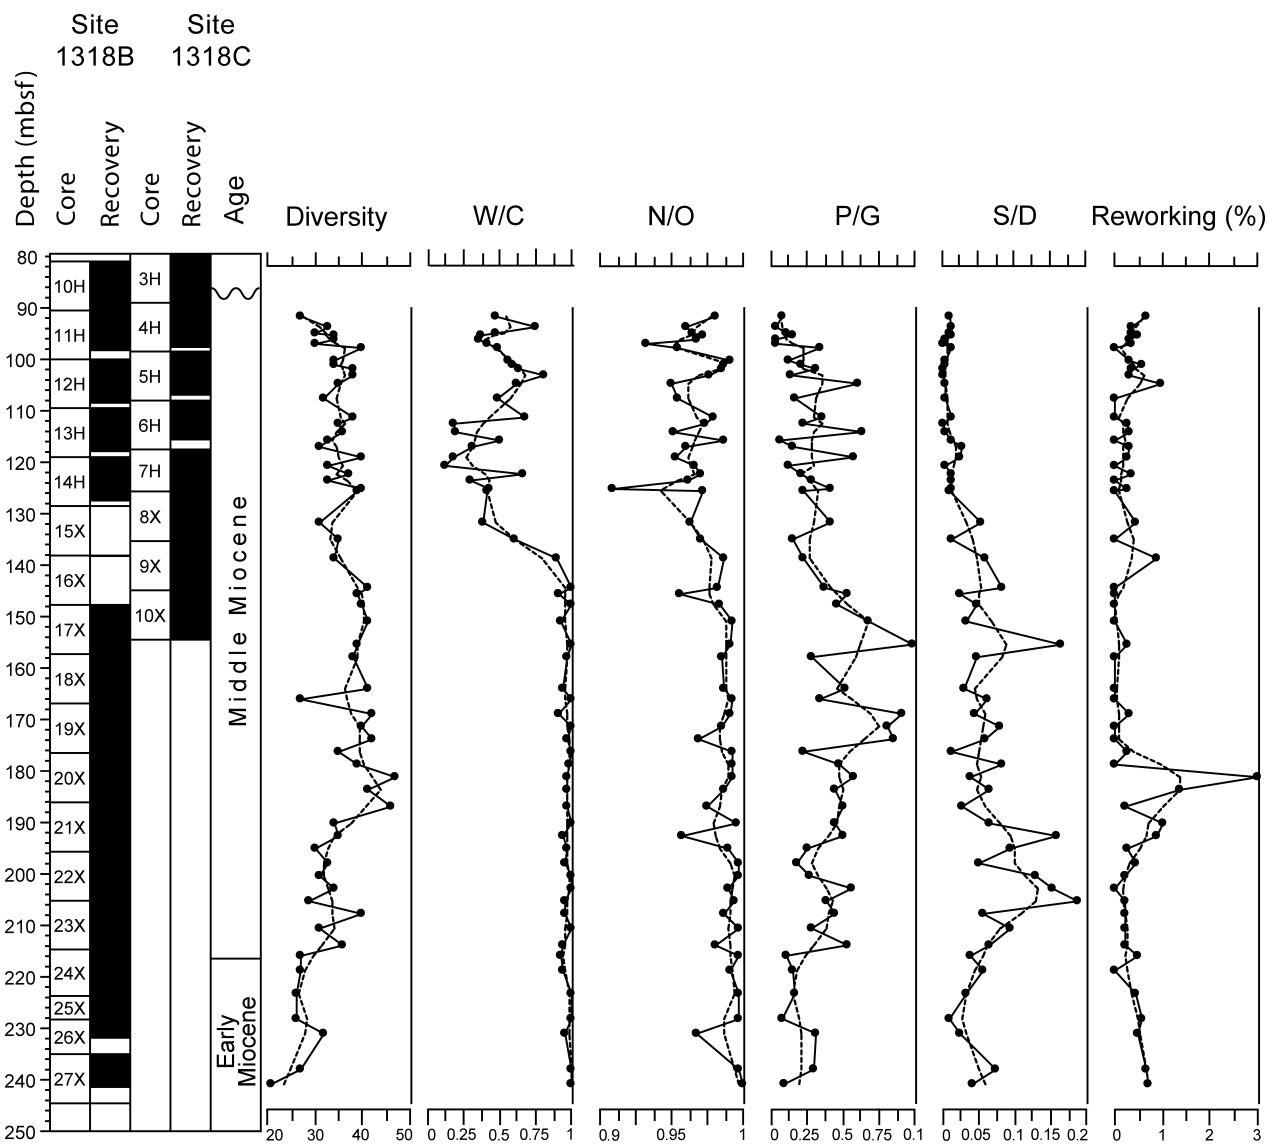 Site
1318B
Site
1318C
Depth (mbsf)
Core
Recovery
Core
Recovery
Age
Diversity
W/C
N/O
P/G
S/D
Reworking (%)
80
90
100
110
120
130
140
150
160
170
180
190
200
210
220
230
240
250
10H
11H
12H
13H
14H
15X
16X
17X
18X
19X
20X
21X
22X
23X
24X
25X
26X
27X
3H
4H
5H
6H
7H
8X
9X
10X
Middle Miocene
Early
Miocene
20 30 40 50
0 0.25 0.5 0.75 1
0.9 0.95 1
0 0.25 0.5 0.75 0.1
0 0.05 0.1 0.15 0.2
0 1 2 3